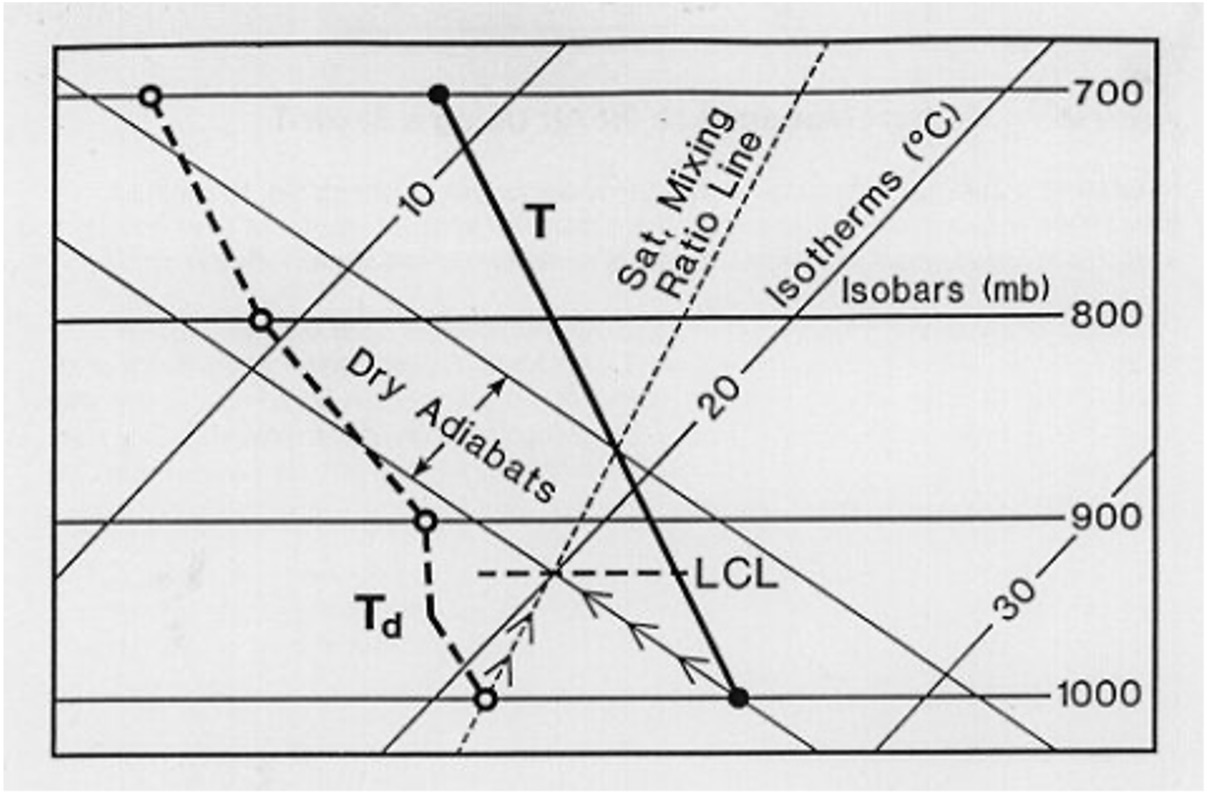 700
10
T
Sat. Mixing
Ratio Line
Isotherms (°C)
Isobars (mb)
800
Dry Adiabats
20
900
LCL
Td
30
1000